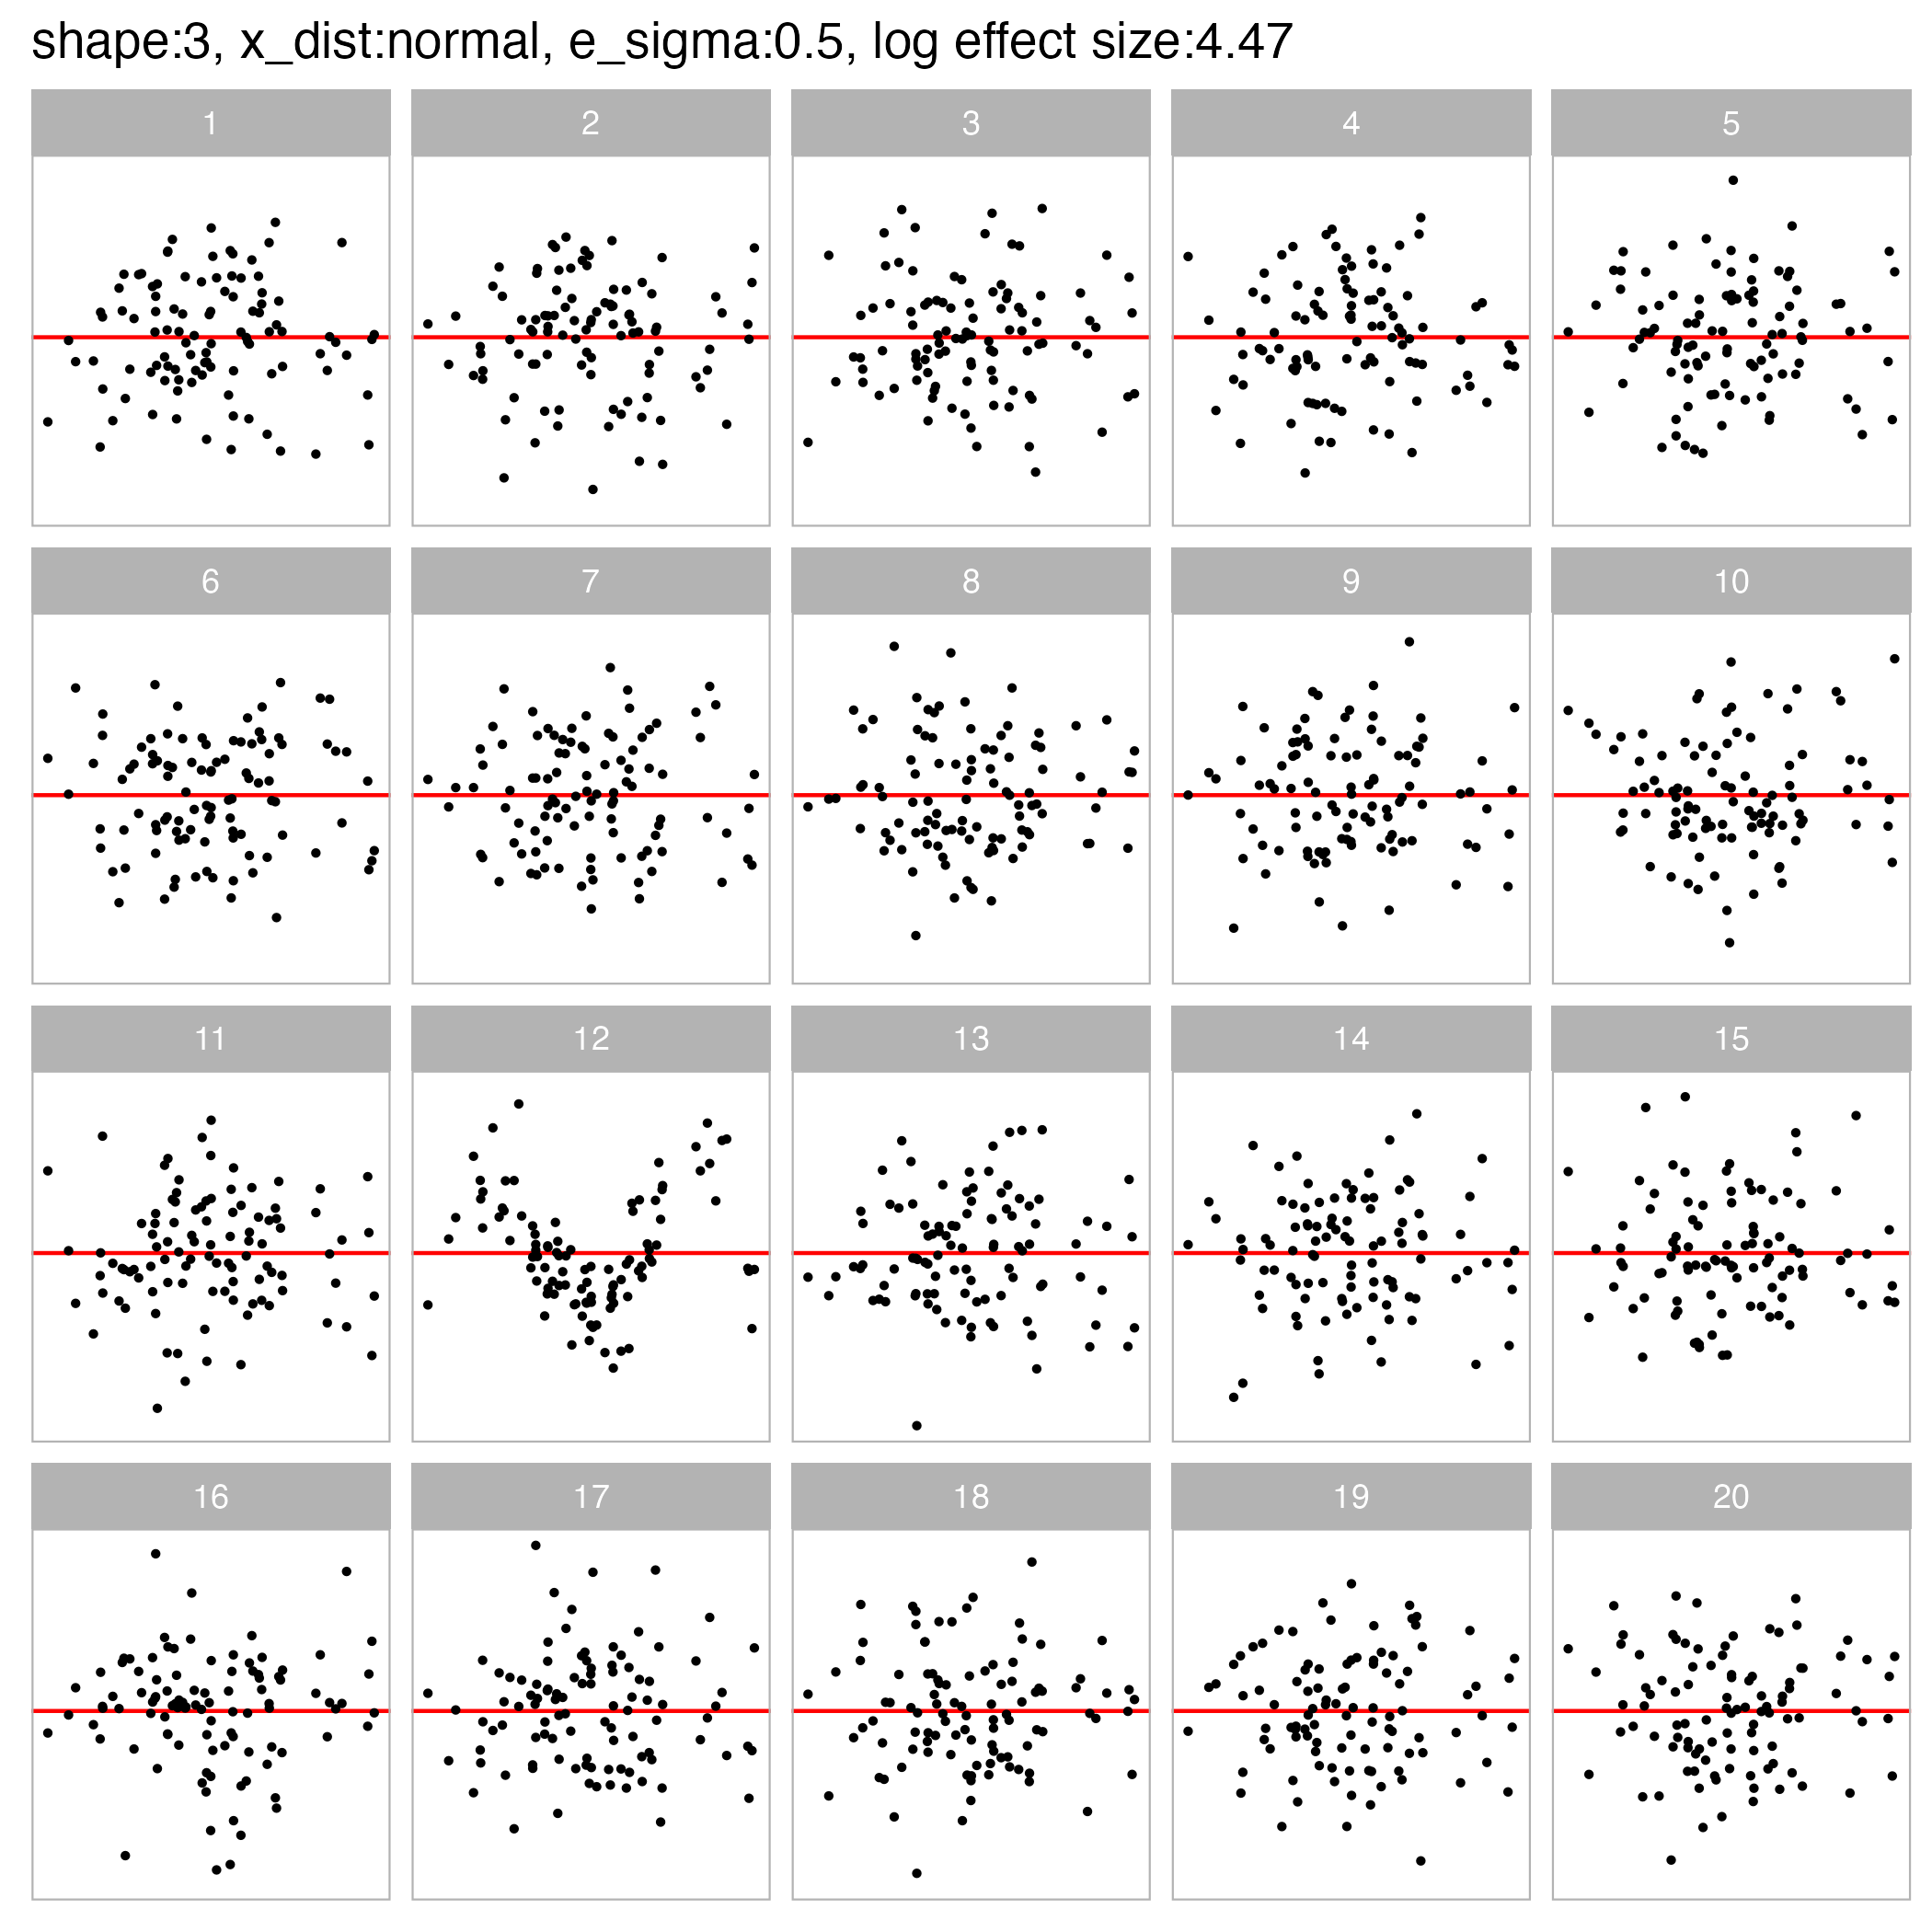 shape:3, x_dist:normal, e_sigma:0.5, log effect size:4.47
1 2 3 4 5
6 7 8 9 10
11 12 13 14 15
16 17 18 19 20